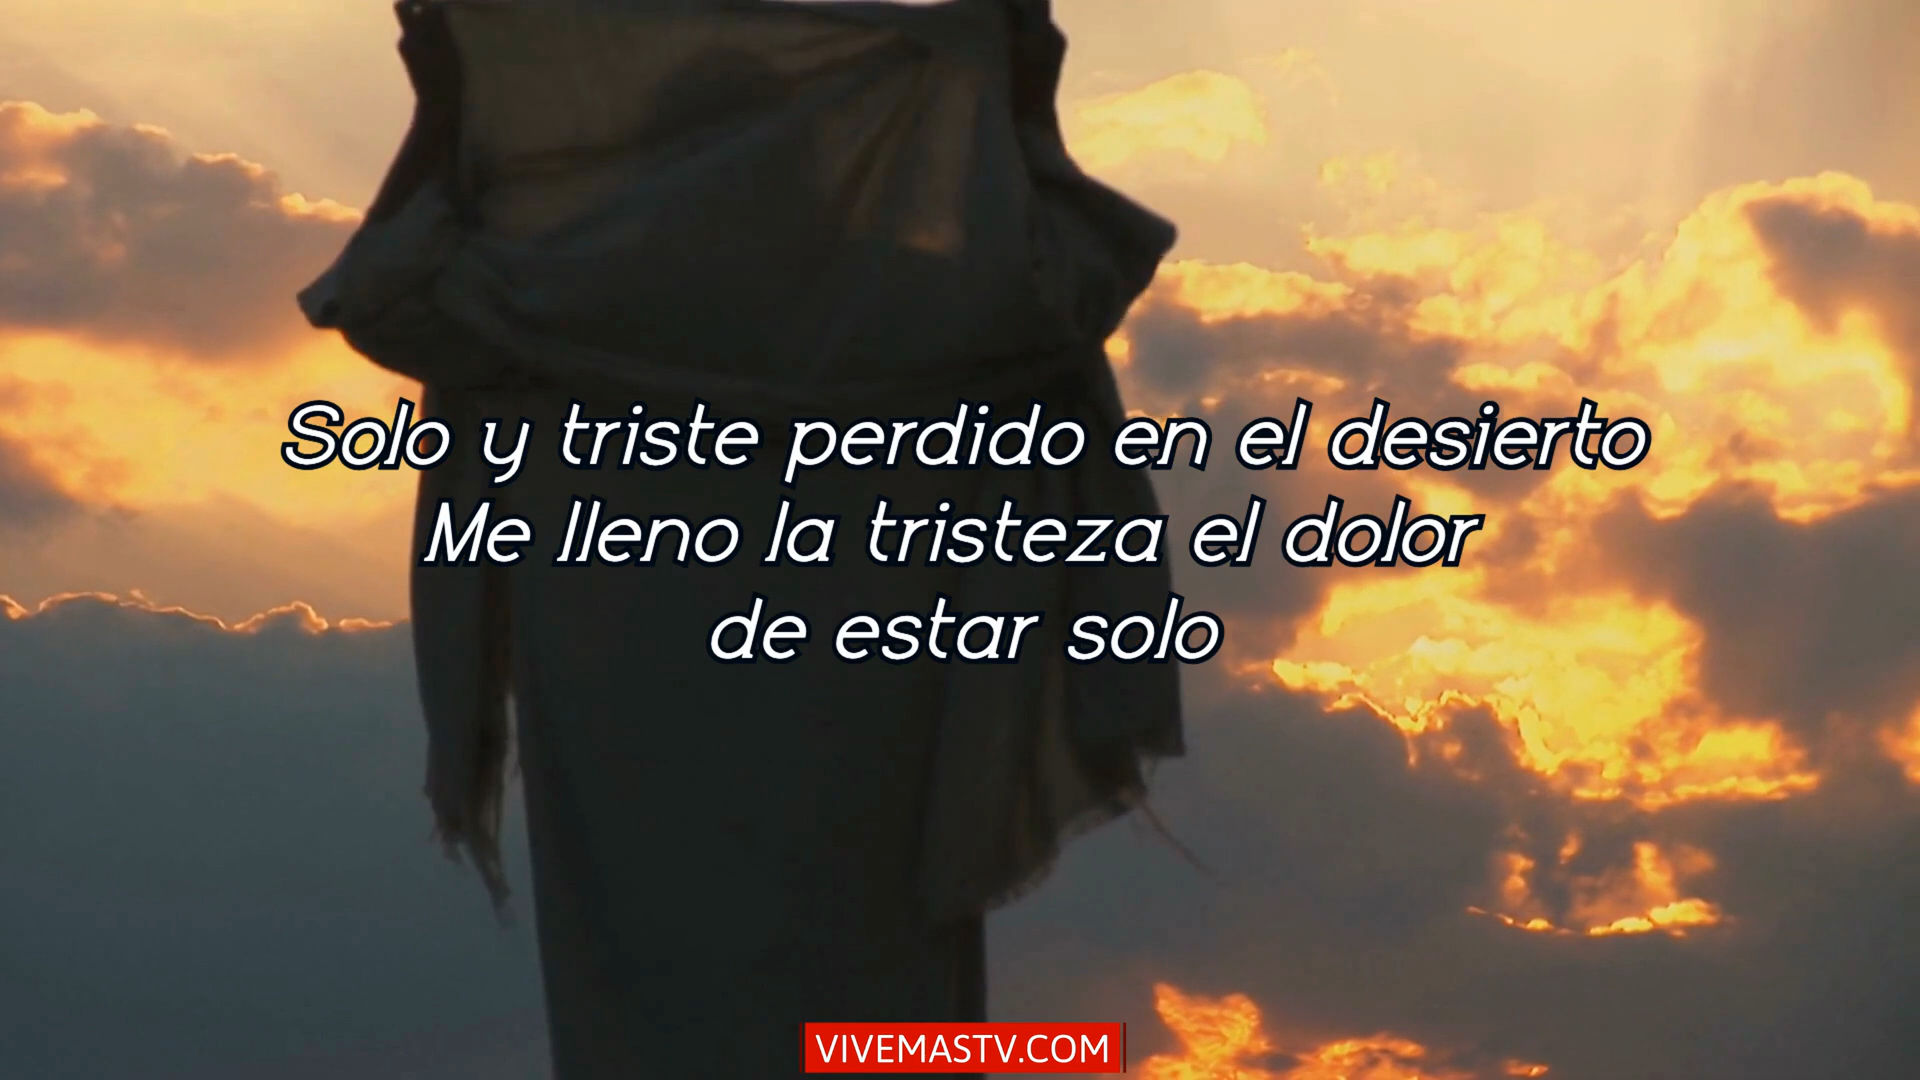 Solo y triste perdido en el desierto
Me lleno la tristeza el dolor
de estar solo
VIVEMASTV.COM